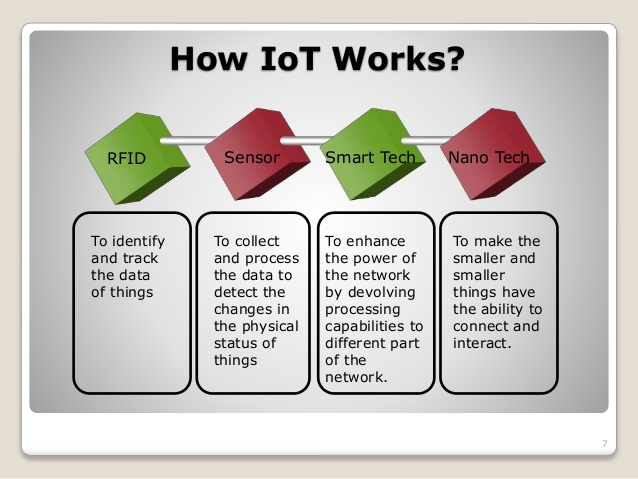 How IoT Works?
RFID
Sensor
Smart Tech
Nano Tech
To identify
and track
the data
of things
To collect
and process
the data to
detect the
changes in
the physical
status of
things
To enhance
the power of
the network
by devolving
processing
capabilities to
different part
of the
network.
To make the
smaller and
smaller
things have
the ability to
connect and
interact.
7